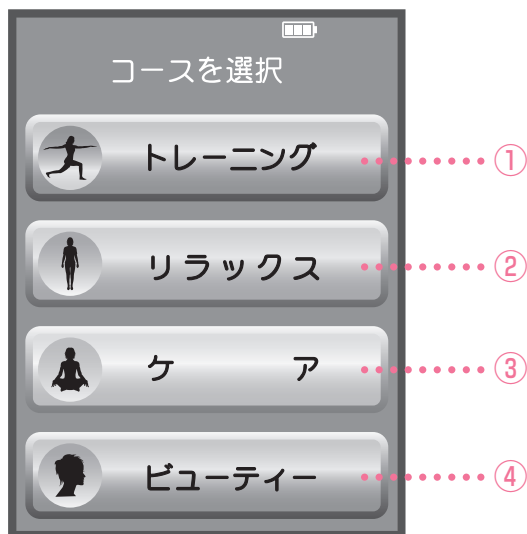 コースを選択
トレーニング ①
リラックス ②
ケア ③
ビューティー ④